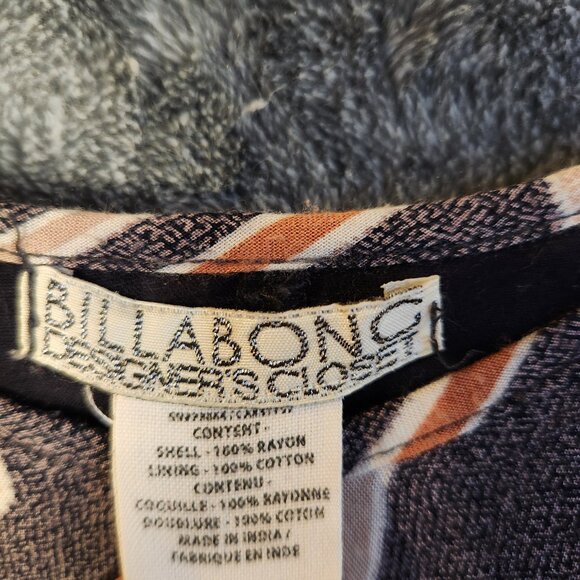 BILLABONG
DESIGNER'S CLOSET
CONTENT -
SHELL - 100% RAYON
LINING - 100% COTTON
CONTENU -
COQUILLE - 100% RAYONNE
DOUBLURE - 100% COTON
MADE IN INDIA/
FABRIQUE EN INDE